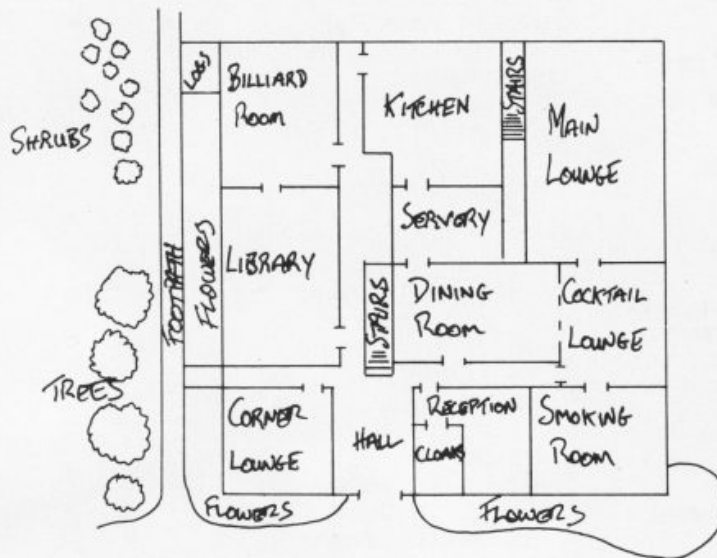 LOGS
BILLIARD
ROOM
KITCHEN
STAIRS
MAIN
LOUNGE
SHRUBS
SERVERY
FOOTPATH
FLOWERS
LIBRARY
STAIRS
DINING
ROOM
COCKTAIL
LOUNGE
TREES
CORNER
LOUNGE
HALL
RECEPTION
CLOAKS
SMOKING
ROOM
FLOWERS
FLOWERS